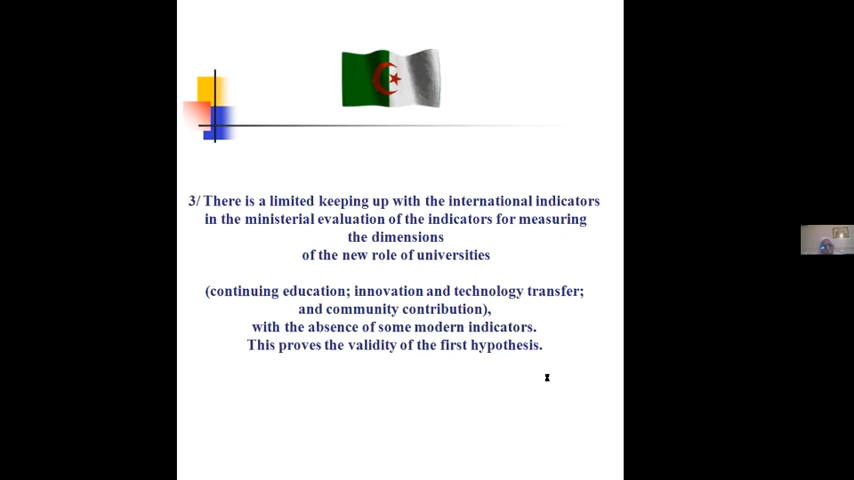 3/ There is a limited keeping up with the international indicators
in the ministerial evaluation of the indicators for measuring
the dimensions
of the new role of universities
(continuing education; innovation and technology transfer;
and community contribution),
with the absence of some modern indicators.
This proves the validity of the first hypothesis.